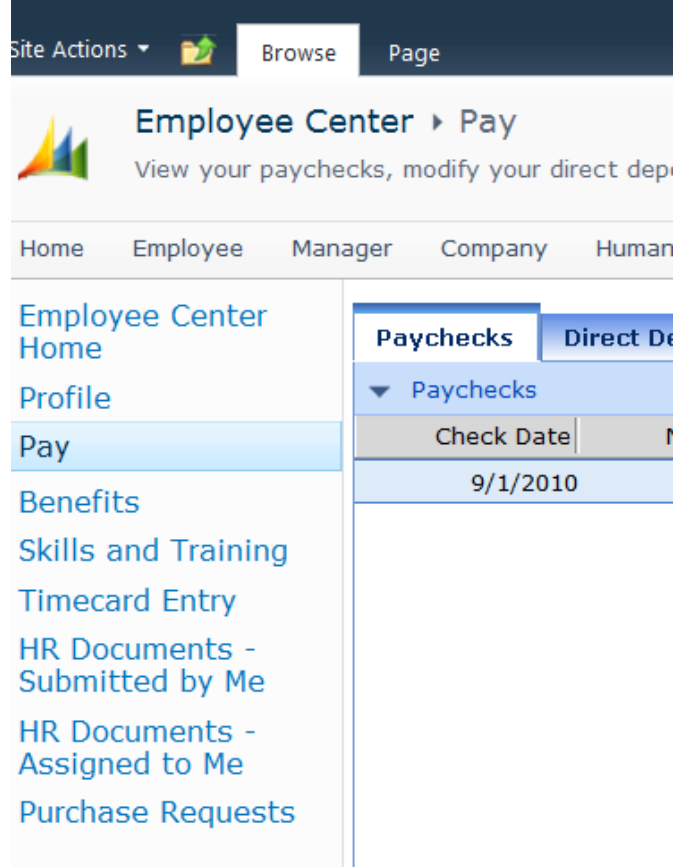 Site Actions Browse Page
Employee Center Pay
View your paychecks, modify your direct
Home Employee Manager Company Human
Employee Center
Home
Paychecks Direct
Profile
Paychecks
Pay
Check Date
9/1/2010
Benefits
Skills and Training
Timecard Entry
HR Documents -
Submitted by Me
HR Documents -
Assigned to Me
Purchase Requests